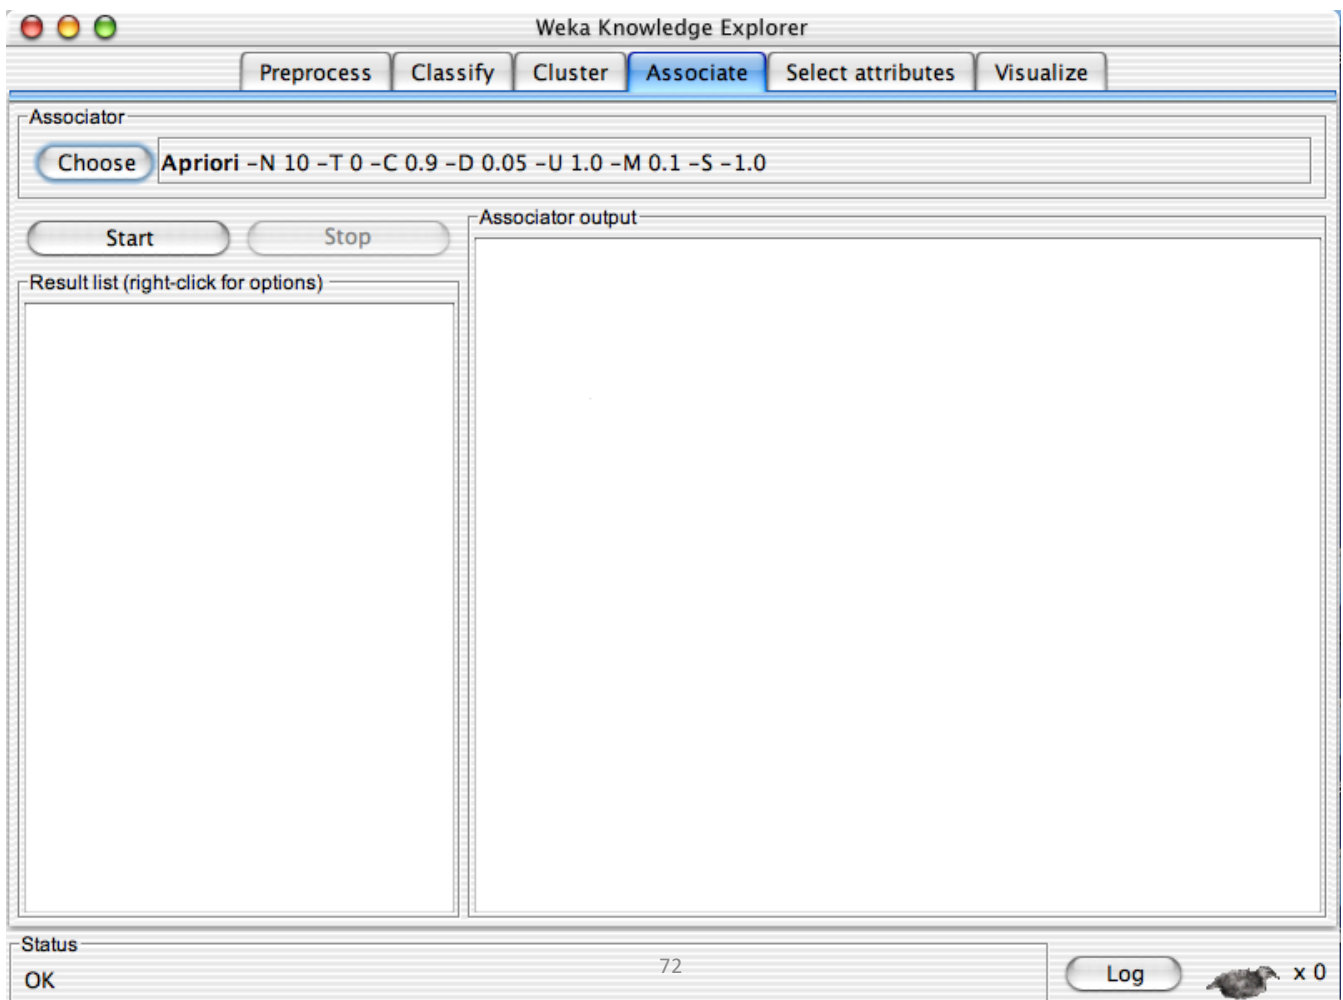 Weka Knowledge Explorer
Preprocess Classify Cluster Associate Select attributes Visualize
Associator
Choose Apriori -N 10 -T 0 -C 0.9 -D 0.05 -U 1.0 -M 0.1 -S -1.0
Start Stop
Associator output
Result list (right-click for options)
Status
OK
72
Log x 0